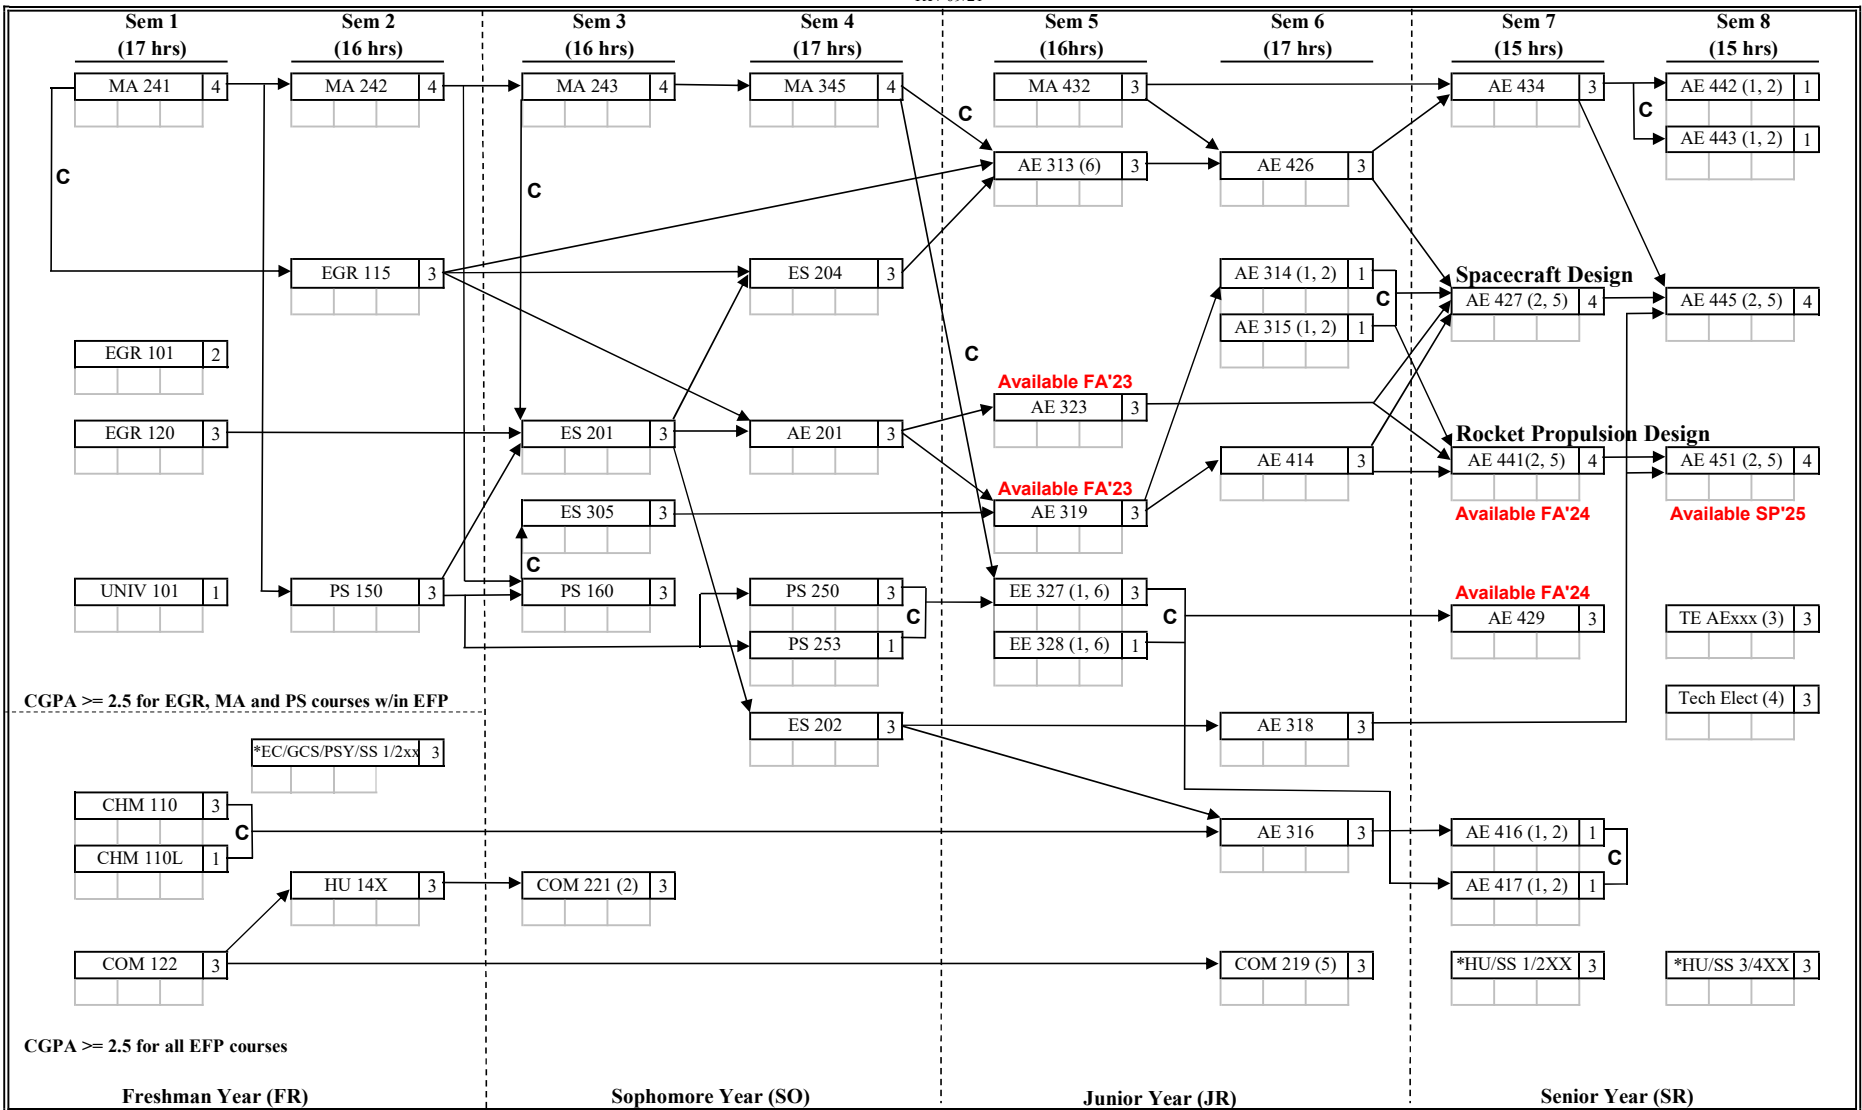 Sem 1 Sem 2 Sem 3 Sem 4 Sem 5 Sem 6 Sem 7 Sem 8
(17 hrs) (16 hrs) (16 hrs) (17 hrs) (16hrs) (17 hrs) (15 hrs) (15 hrs)
MA 241 4 MA 242 4 MA 243 4 MA 345 4 MA 432 3 AE 434 3 AE 442 (1, 2) 1
C C
AE 443 (1, 2) 1
AE 313 (6) 3 AE 426 3
C C
EGR 115 3 ES 204 3 AE 314 (1, 2) 1 Spacecraft Design
C
AE 427 (2, 5) 4 AE 445 (2, 5) 4
AE 315 (1, 2) 1
EGR 101 2 C
Available FA'23
AE 323 3
EGR 120 3 ES 201 3 AE 201 3 Rocket Propulsion Design
AE 414 3 AE 441(2, 5) 4 AE 451 (2, 5) 4
Available FA'23
ES 305 3 AE 319 3 Available FA'24 Available SP'25
C
UNIV 101 1 PS 150 3 PS 160 3 PS 250 3 EE 327 (1, 6) 3 Available FA'24
C C AE 429 3 TE AExxx (3) 3
PS 253 1 EE 328 (1, 6) 1
CGPA >= 2.5 for EGR, MA and PS courses w/in EFP Tech Elect (4) 3
ES 202 3 AE 318 3
*EC/GCS/PSY/SS 1/2xx 3
CHM 110 3
C AE 316 3 AE 416 (1, 2) 1
CHM 110L 1 C
HU 14X 3 COM 221 (2) 3 AE 417 (1, 2) 1
COM 122 3 COM 219 (5) 3 *HU/SS 1/2XX 3 *HU/SS 3/4XX 3
CGPA >= 2.5 for all EFP courses
Freshman Year (FR) Sophomore Year (SO) Junior Year (JR) Senior Year (SR)